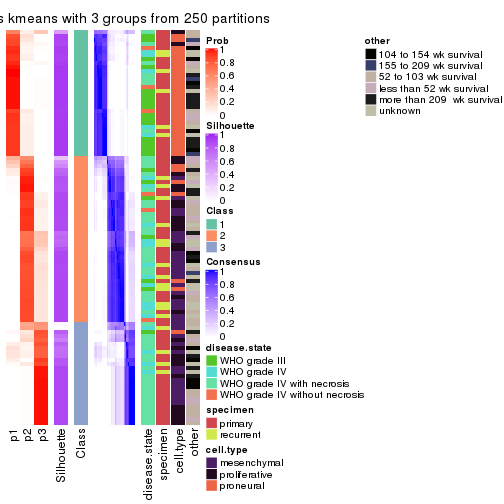 s kmeans with 3 groups from 250 partitions
Prob
1
0.8
0.6
0.4
0.2
0
Silhouette
1
0.8
0.6
0.4
0.2
0
Class
1
2
3
Consensus
1
0.8
0.6
0.4
0.2
0
disease.state
WHO grade III
WHO grade IV
WHO grade IV with necrosis
WHO grade IV without necrosis
specimen
primary
recurrent
cell.type
mesenchymal
proliferative
proneural
other
104 to 154 wk survival
155 to 209 wk survival
52 to 103 wk survival
less than 52 wk survival
more than 209 wk survival
unknown
p1
p2
p3
Silhouette
Class
disease.state
specimen
cell.type
other